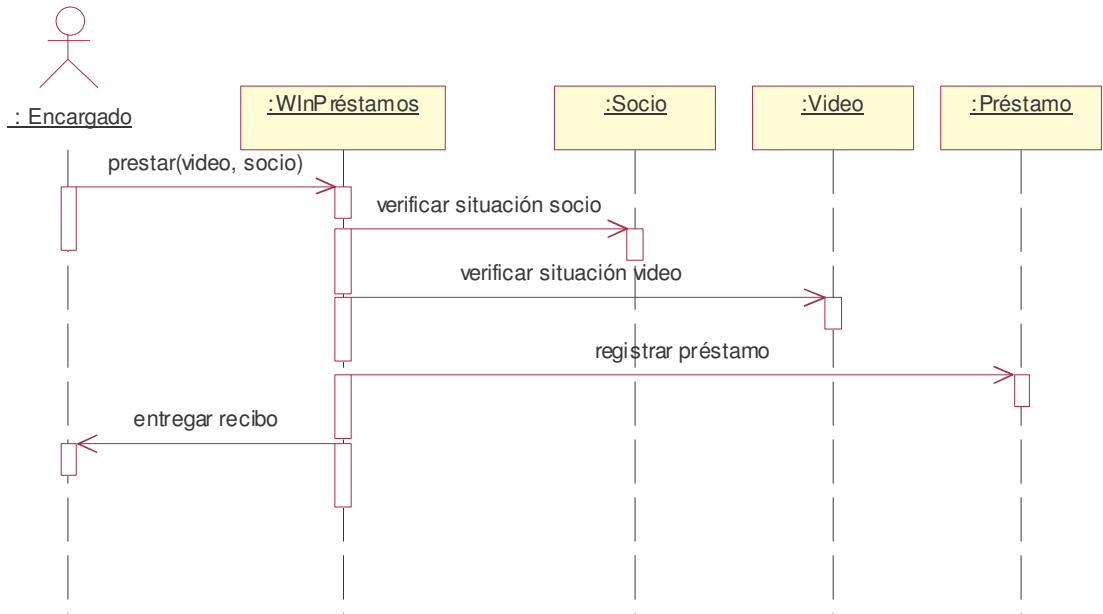 : Encargado
:WInPréstamos
:Socio
:Video
:Préstamo
prestar(video, socio)
verificar situación socio
verificar situación video
registrar préstamo
entregar recibo